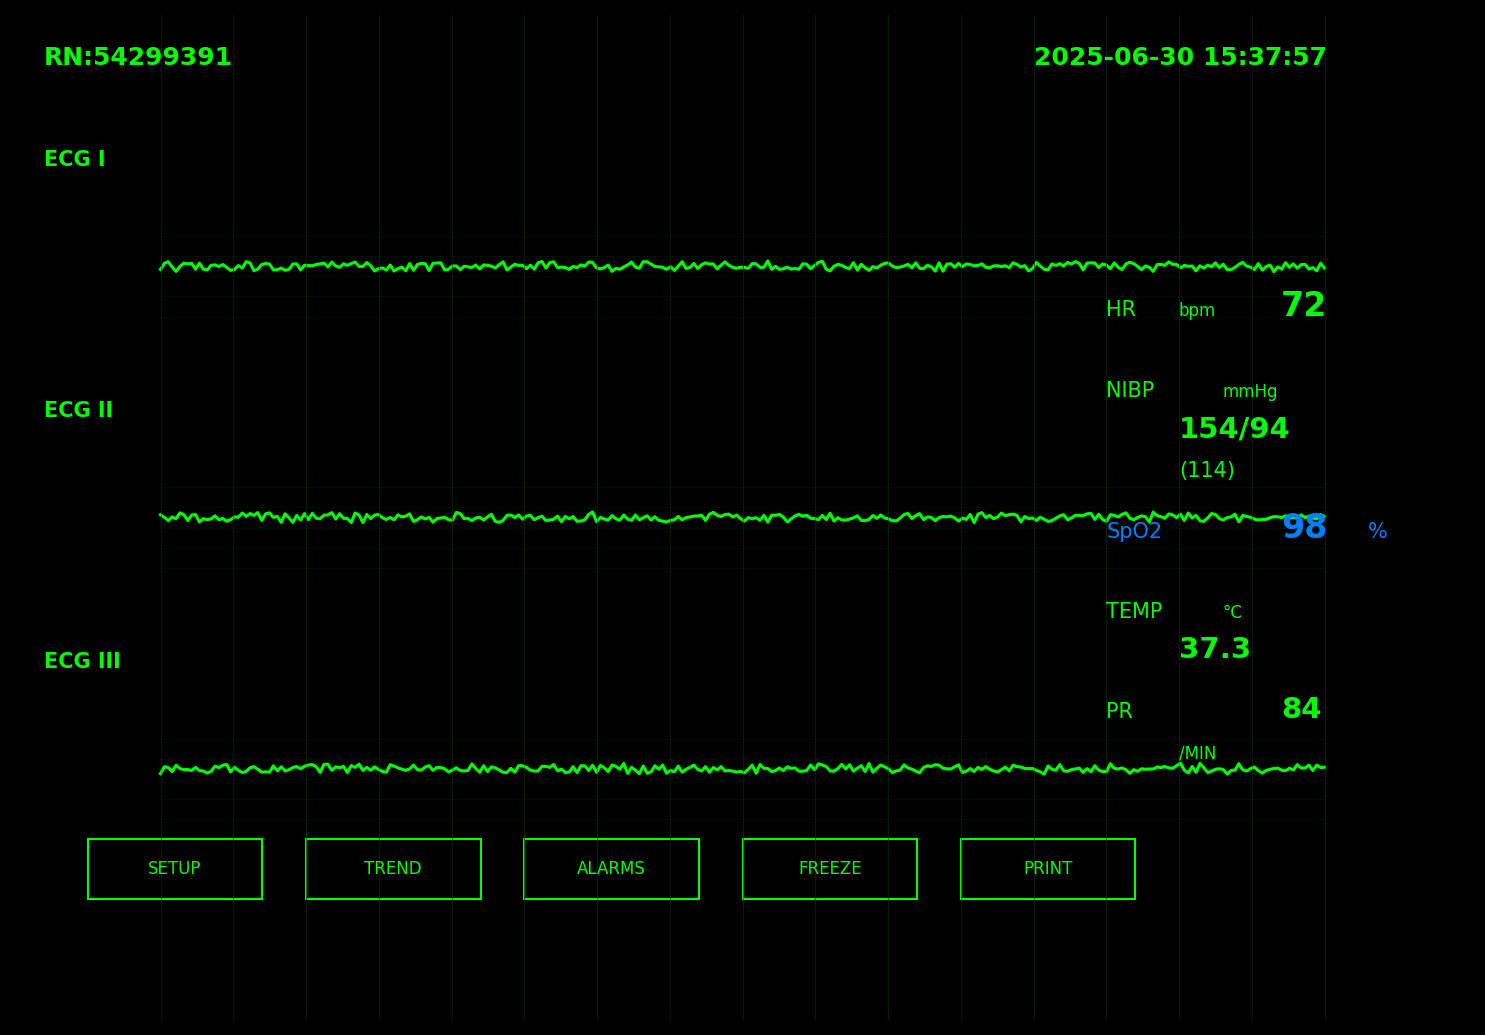 RN:54299391
2025-06-30 15:37:57
ECG I
HR bpm 72
NIBP mmHg
ECG II
154/94
(114)
SpO2 98 %
TEMP °C
37.3
ECG III
PR 84
/MIN
SETUP TREND ALARMS FREEZE PRINT